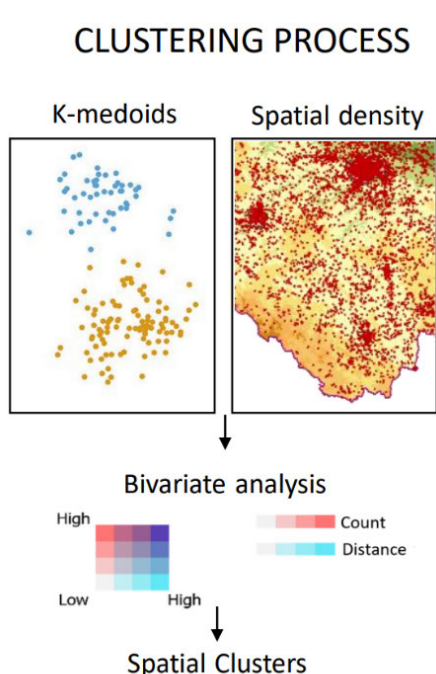 CLUSTERING PROCESS
K-medoids
Spatial density
Bivariate analysis
High
Count
Distance
Low
High
Spatial Clusters